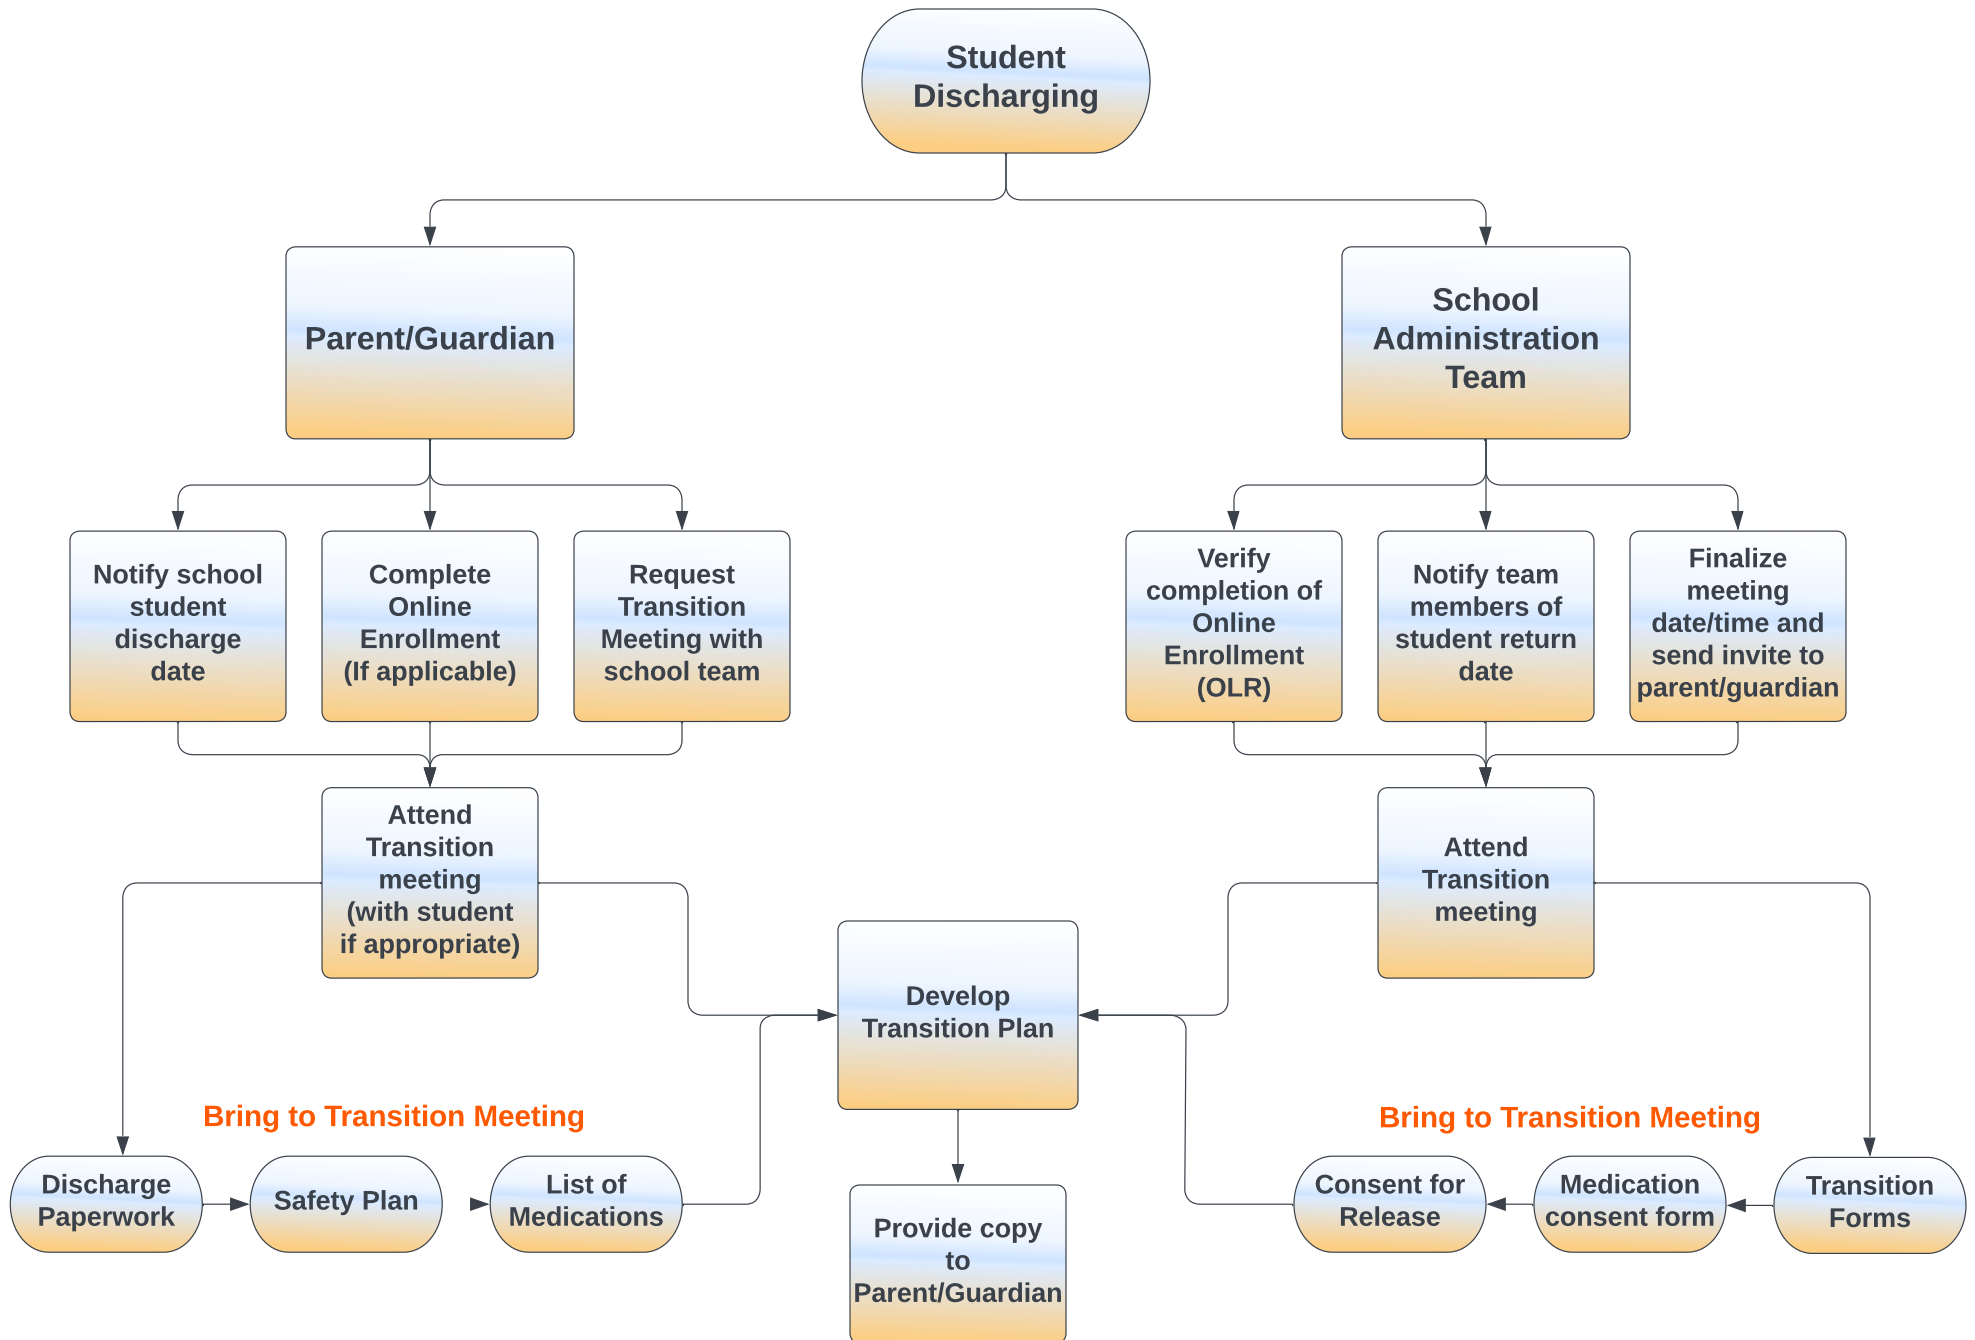 Student
Discharging
Parent/Guardian
School
Administration
Team
Notify school
student
discharge
date
Complete
Online
Enrollment
(If applicable)
Request
Transition
Meeting with
school team
Verify
completion of
Online
Enrollment
(OLR)
Notify team
members of
student return
date
Finalize
meeting
date/time and
send invite to
parent/guardian
Attend
Transition
meeting
(with student
if appropriate)
Attend
Transition
meeting
Develop
Transition Plan
Bring to Transition Meeting
Bring to Transition Meeting
Discharge
Paperwork
Safety Plan
List of
Medications
Consent for
Release
Medication
consent form
Transition
Forms
Provide copy
to
Parent/Guardian